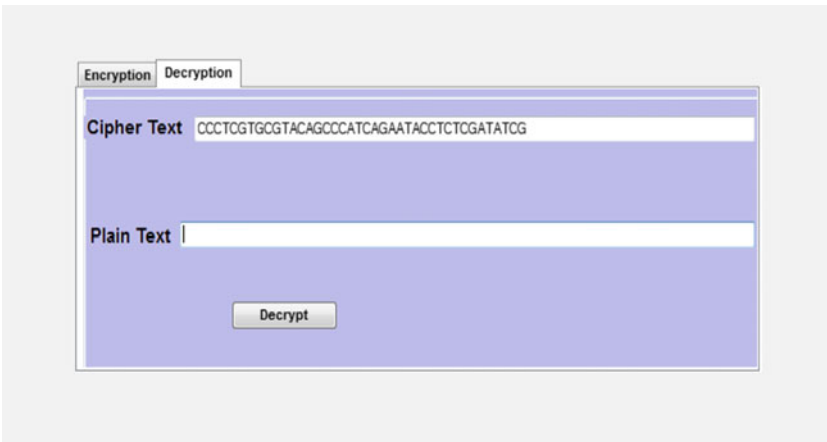 Encryption Decryption
Cipher Text CCCTCGTGCGTACAGCCCATCAGAATACCTCTCGATATCG
Plain Text
Decrypt